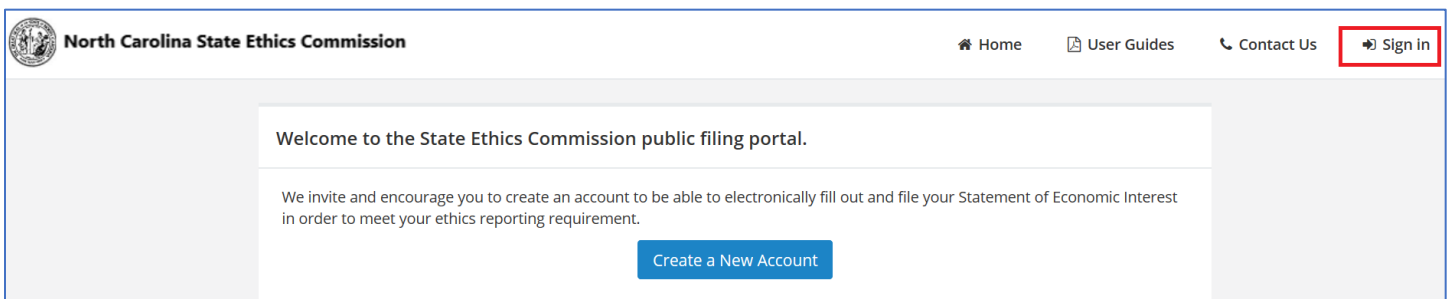 North Carolina State Ethics Commission
Home
User Guides
Contact Us
Sign in
Welcome to the State Ethics Commission public filing portal.
We invite and encourage you to create an account to be able to electronically fill out and file your Statement of Economic Interest
in order to meet your ethics reporting requirement.
Create a New Account